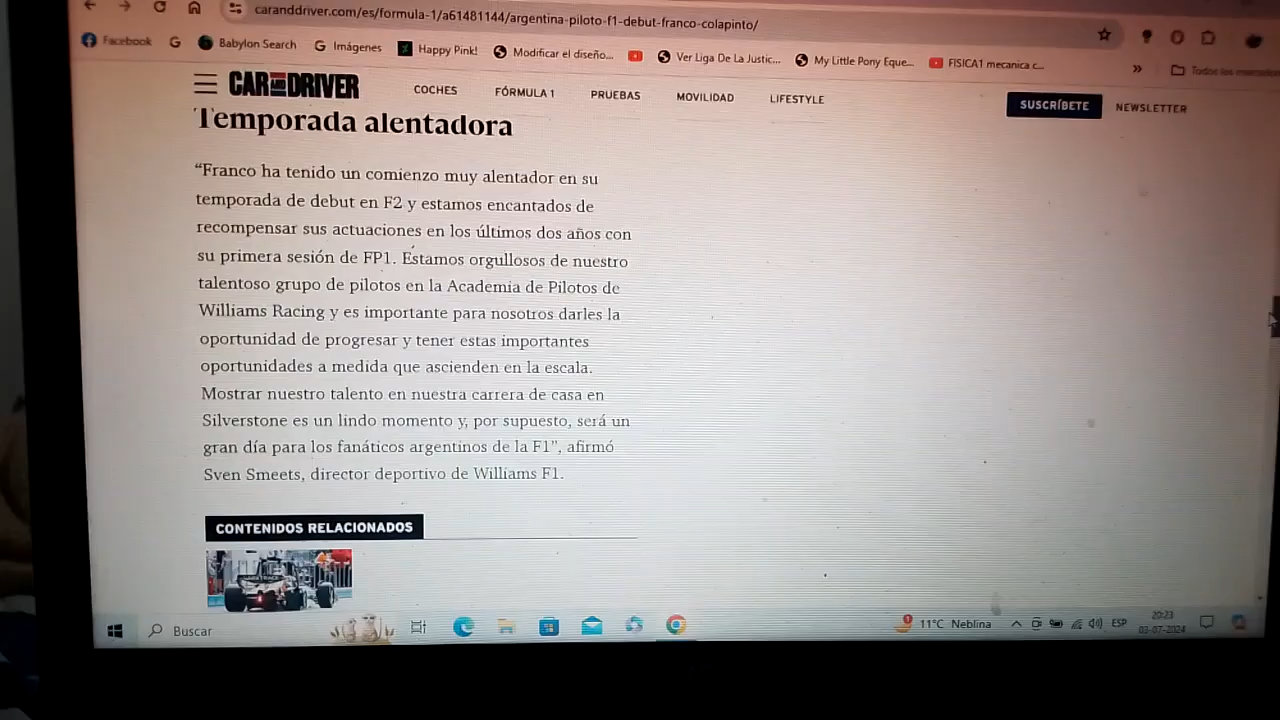 caranddriver.com/es/formula-1/a61481144/argentina-piloto-f1-debut-franco-colapinto/
Facebook
Babylon Search
Imágenes
Happy Pink!
Modificar el diseño...
Ver Liga De La Justic...
My Little Pony Eque...
FISICA1 mecanica c...
»
Todos los marcadores
CAR AND DRIVER
COCHES
FÓRMULA 1
PRUEBAS
MOVILIDAD
LIFESTYLE
SUSCRÍBETE
NEWSLETTER
Temporada alentadora
“Franco ha tenido un comienzo muy alentador en su
temporada de debut en F2 y estamos encantados de
recompensar sus actuaciones en los últimos dos años con
su primera sesión de FP1. Estamos orgullosos de nuestro
talentoso grupo de pilotos en la Academia de Pilotos de
Williams Racing y es importante para nosotros darles la
oportunidad de progresar y tener estas importantes
oportunidades a medida que ascienden en la escala.
Mostrar nuestro talento en nuestra carrera de casa en
Silverstone es un lindo momento y, por supuesto, será un
gran día para los fanáticos argentinos de la F1”, afirmó
Sven Smeets, director deportivo de Williams F1.
CONTENIDOS RELACIONADOS
Buscar
11°C Neblina
ESP
20:23
03-07-2024